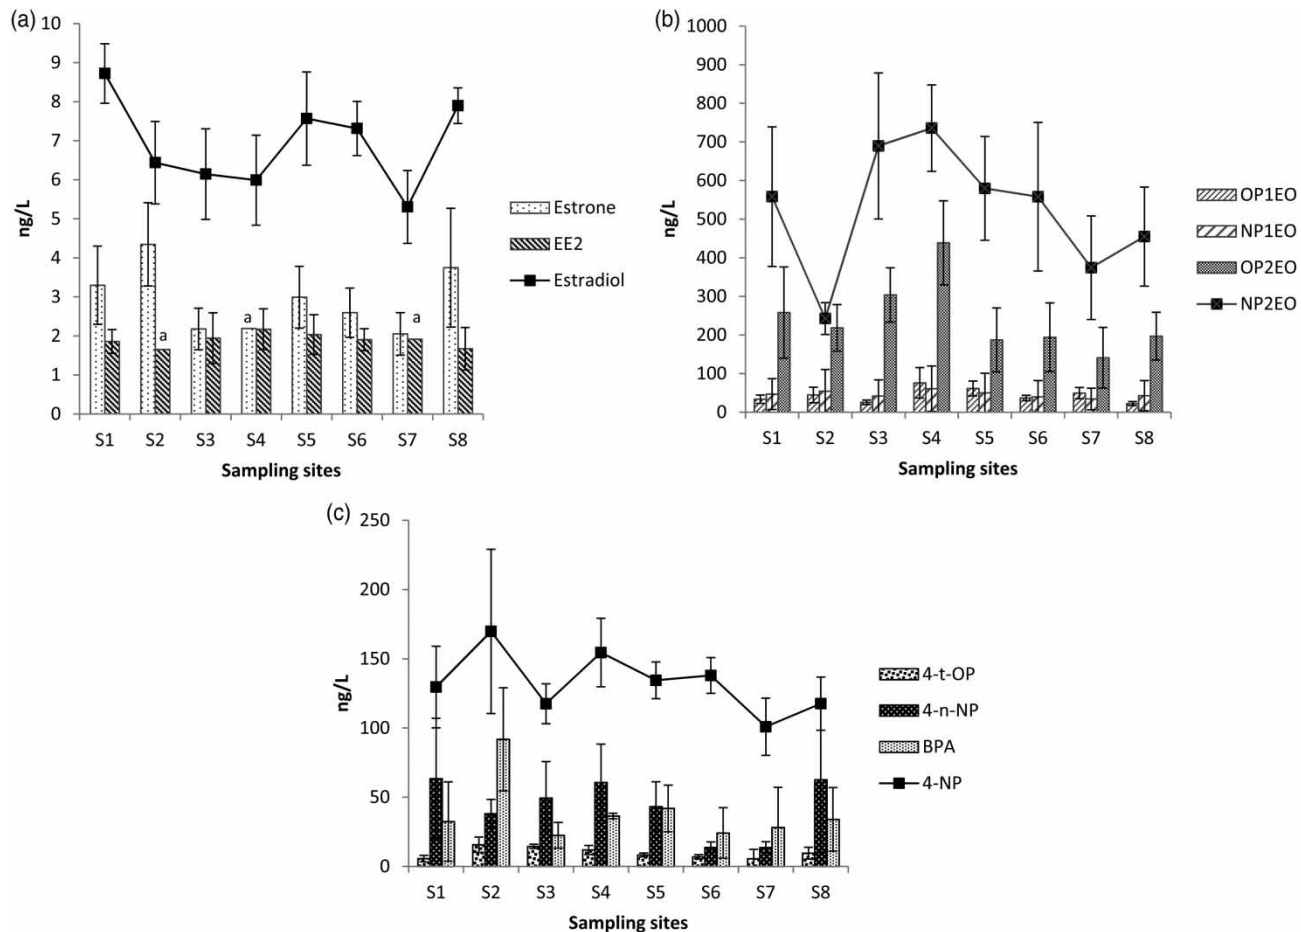 (a)
10
9
8
7
6
5
4
3
2
1
0
ng/L
a
a
a
S1 S2 S3 S4 S5 S6 S7 S8
Sampling sites
Estrone
EE2
Estradiol
(b)
1000
900
800
700
600
500
400
300
200
100
0
ng/L
S1 S2 S3 S4 S5 S6 S7 S8
Sampling sites
OP1EO
NP1EO
OP2EO
NP2EO
(c)
250
200
150
100
50
0
ng/L
S1 S2 S3 S4 S5 S6 S7 S8
Sampling sites
4-t-OP
4-n-NP
BPA
4-NP